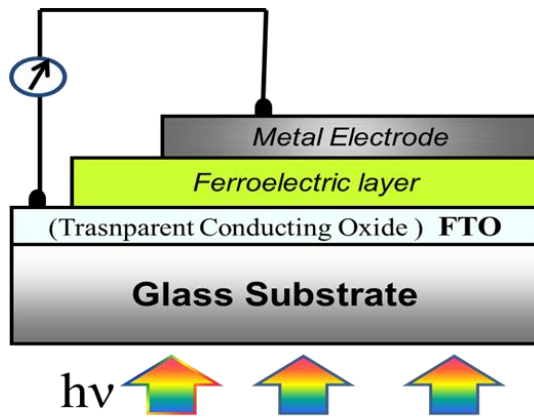 Metal Electrode
Ferroelectric layer
(Trasnparent Conducting Oxide ) FTO
Glass Substrate
hν